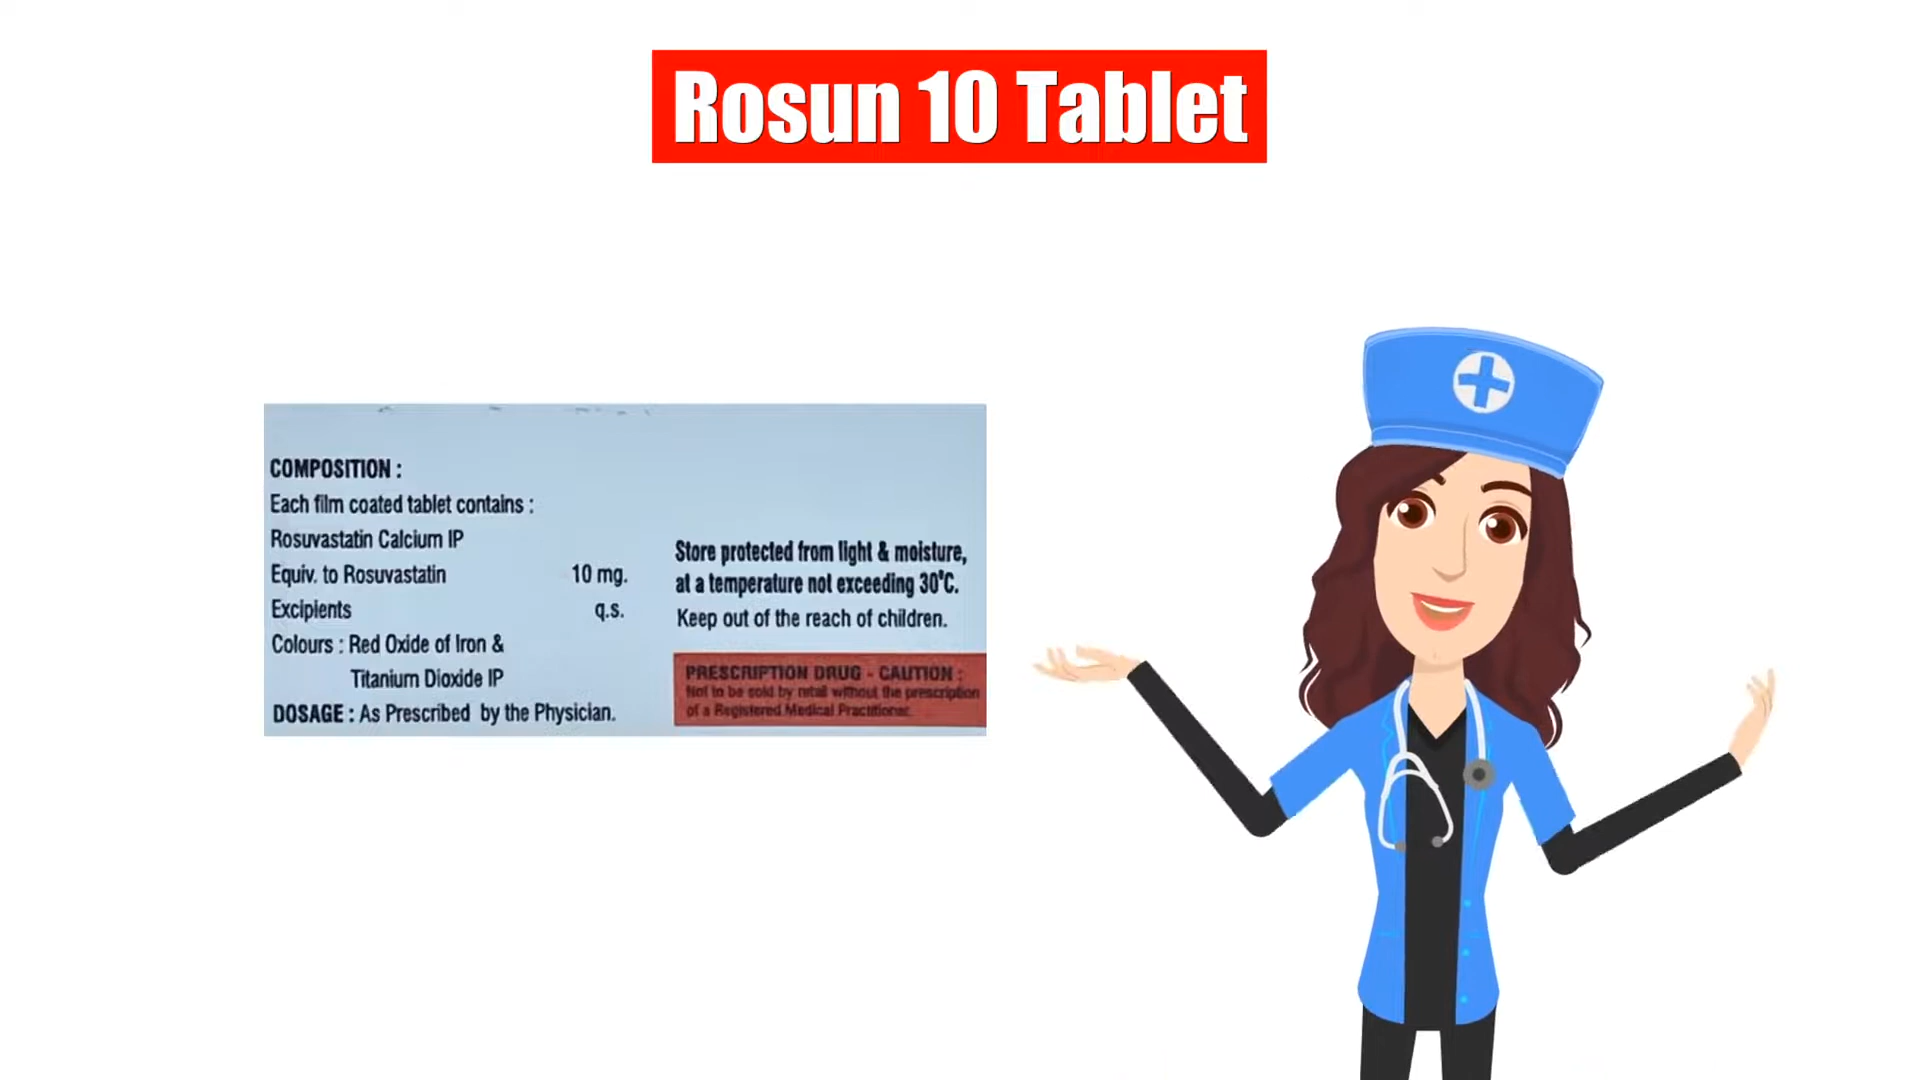 Rosun 10 Tablet
COMPOSITION :
Each film coated tablet contains :
Rosuvastatin Calcium IP
Equiv. to Rosuvastatin 10 mg.
Excipients q.s.
Colours : Red Oxide of Iron &
Titanium Dioxide IP
DOSAGE : As Prescribed by the Physician.
Store protected from light & moisture,
at a temperature not exceeding 30°C.
Keep out of the reach of children.
PRESCRIPTION DRUG - CAUTION :
Not to be sold by retail without the prescription
of a Registered Medical Practitioner.